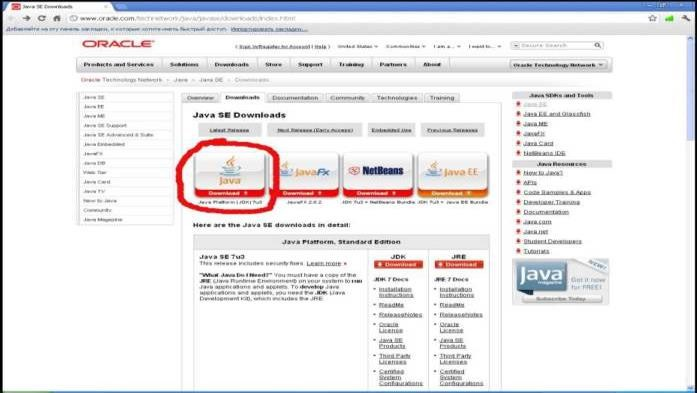 Java SE Downloads
www.oracle.com/technetwork/java/javase/downloads/index.html
Добавляйте на эту панель закладки, к которым хотите иметь быстрый доступ. Импортировать закладки...
ORACLE
(Sign In/Register for Account | Help) United States Communities I am a... I want to... Secure Search
Products and Services Solutions Downloads Store Support Training Partners About Oracle Technology Network
Oracle Technology Network > Java > Java SE > Downloads
Java SE
Java EE
Java ME
Java SE Support
Java SE Advanced & Suite
Java Embedded
JavaFX
Java DB
Web Tier
Java Card
Java TV
New to Java
Community
Java Magazine
Overview Downloads Documentation Community Technologies Training
Java SE Downloads
Latest Release Next Release (Early Access) Embedded Use Previous Releases
Java JavaFX NetBeans Java EE
Download Download Download Download
Java Platform (JDK) 7u3 JavaFX 2.0.2 JDK 7u3 + NetBeans Bundle JDK 7u3 + Java EE Bundle
Here are the Java SE downloads in detail:
Java Platform, Standard Edition
Java SE 7u3
This release includes security fixes. Learn more
"What Java Do I Need?" You must have a copy of the
JRE (Java Runtime Environment) on your system to run
Java applications and applets. To develop Java
applications and applets, you need the JDK (Java
Development Kit), which includes the JRE.
JDK
Download
JDK 7 Docs
Installation
Instructions
ReadMe
ReleaseNotes
Oracle
License
Java SE
Products
Third Party
Licenses
Certified
System
Configurations
JRE
Download
JRE 7 Docs
Installation
Instructions
ReadMe
ReleaseNotes
Oracle
License
Java SE
Products
Third Party
Licenses
Certified
System
Configurations
Java SDKs and Tools
Java SE
Java EE and Glassfish
Java ME
JavaFX
Java Card
NetBeans IDE
Java Resources
New to Java?
APIs
Code Samples & Apps
Developer Training
Documentation
Java.com
Java.net
Student Developers
Tutorials
Java magazine
NEW!
Get it now
for FREE!
Subscribe Today